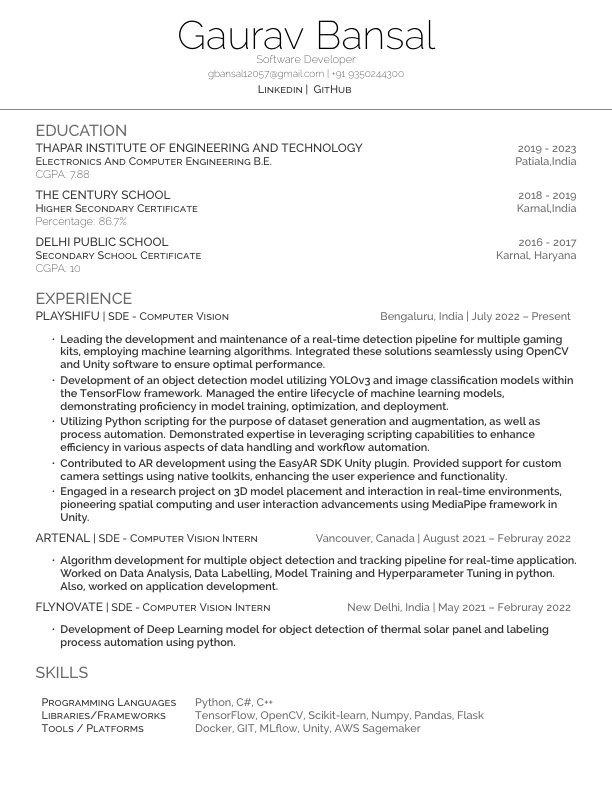 Gaurav Bansal
Software Developer
gbansal12057@gmail.com | +91 9350244300
LinkedIn | GitHub
EDUCATION
THAPAR INSTITUTE OF ENGINEERING AND TECHNOLOGY 2019 - 2023
Electronics And Computer Engineering B.E. Patiala,India
CGPA: 7.88
THE CENTURY SCHOOL 2018 - 2019
Higher Secondary Certificate Karnal,India
Percentage: 86.7%
DELHI PUBLIC SCHOOL 2016 - 2017
Secondary School Certificate Karnal, Haryana
CGPA: 10
EXPERIENCE
PLAYSHIFU | SDE - Computer Vision Bengaluru, India | July 2022 – Present
· Leading the development and maintenance of a real-time detection pipeline for multiple gaming
kits, employing machine learning algorithms. Integrated these solutions seamlessly using OpenCV
and Unity software to ensure optimal performance.
· Development of an object detection model utilizing YOLOv3 and image classification models within
the TensorFlow framework. Managed the entire lifecycle of machine learning models,
demonstrating proficiency in model training, optimization, and deployment.
· Utilizing Python scripting for the purpose of dataset generation and augmentation, as well as
process automation. Demonstrated expertise in leveraging scripting capabilities to enhance
efficiency in various aspects of data handling and workflow automation.
· Contributed to AR development using the EasyAR SDK Unity plugin. Provided support for custom
camera settings using native toolkits, enhancing the user experience and functionality.
· Engaged in a research project on 3D model placement and interaction in real-time environments,
pioneering spatial computing and user interaction advancements using MediaPipe framework in
Unity.
ARTENAL | SDE - Computer Vision Intern Vancouver, Canada | August 2021 – Februray 2022
· Algorithm development for multiple object detection and tracking pipeline for real-time application.
Worked on Data Analysis, Data Labelling, Model Training and Hyperparameter Tuning in python.
Also, worked on application development.
FLYNOVATE | SDE - Computer Vision Intern New Delhi, India | May 2021 – Februray 2022
· Development of Deep Learning model for object detection of thermal solar panel and labeling
process automation using python.
SKILLS
Programming Languages Python, C#, C++
Libraries/Frameworks TensorFlow, OpenCV, Scikit-learn, Numpy, Pandas, Flask
Tools / Platforms Docker, GIT, MLflow, Unity, AWS Sagemaker